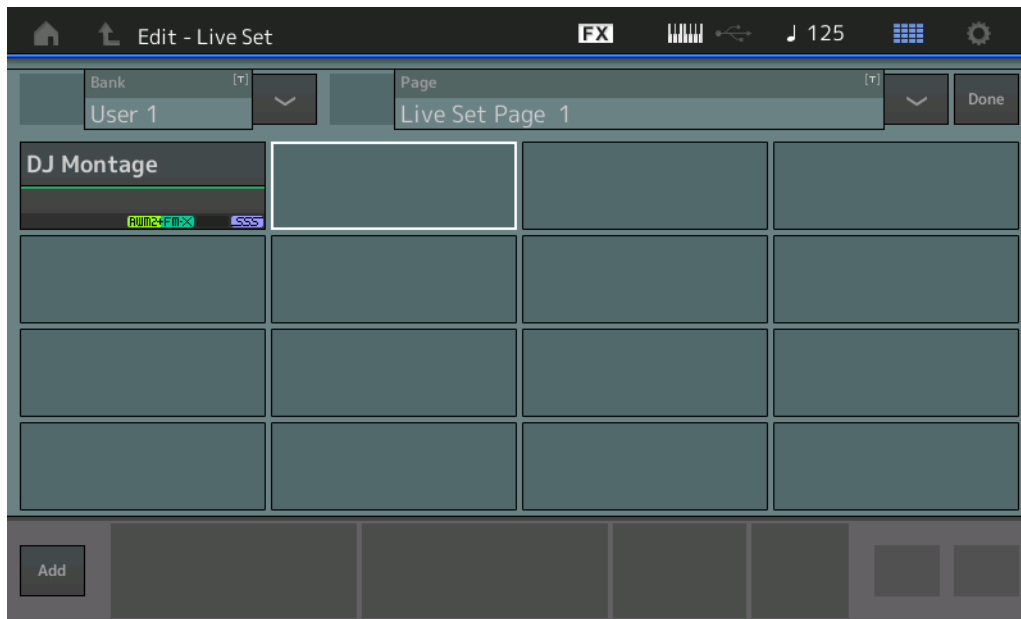 Edit - Live Set FX ♩ 125
Bank [T] Page [T]
User 1 Live Set Page 1 Done
DJ Montage
AWM2+FM-X SSS
Add